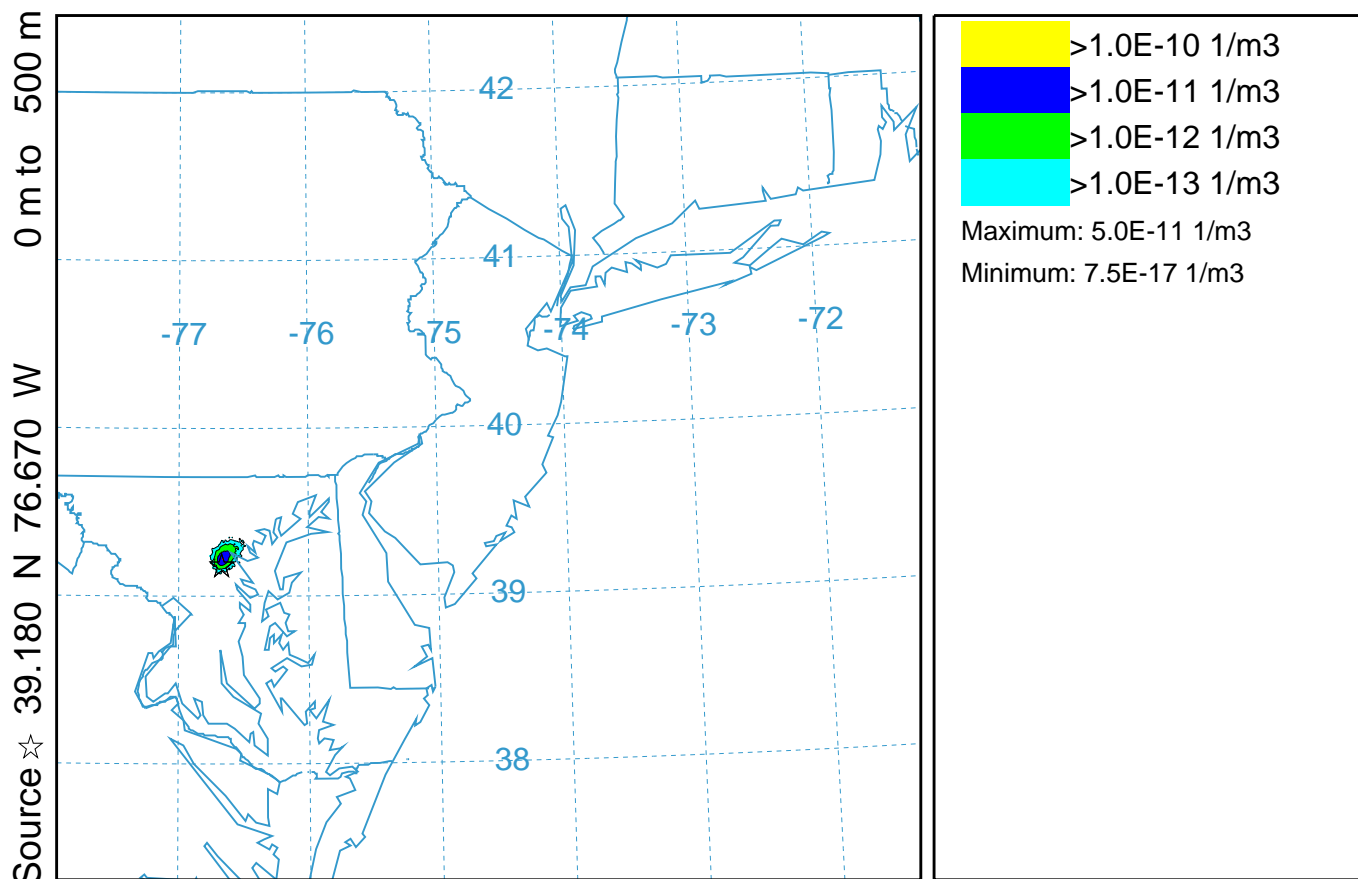 Source ☆ 39.180 N 76.670 W 0 m to 500 m
42
41
-77 -76 -75 -74 -73 -72
40
39
38
>1.0E-10 1/m3
>1.0E-11 1/m3
>1.0E-12 1/m3
>1.0E-13 1/m3
Maximum: 5.0E-11 1/m3
Minimum: 7.5E-17 1/m3